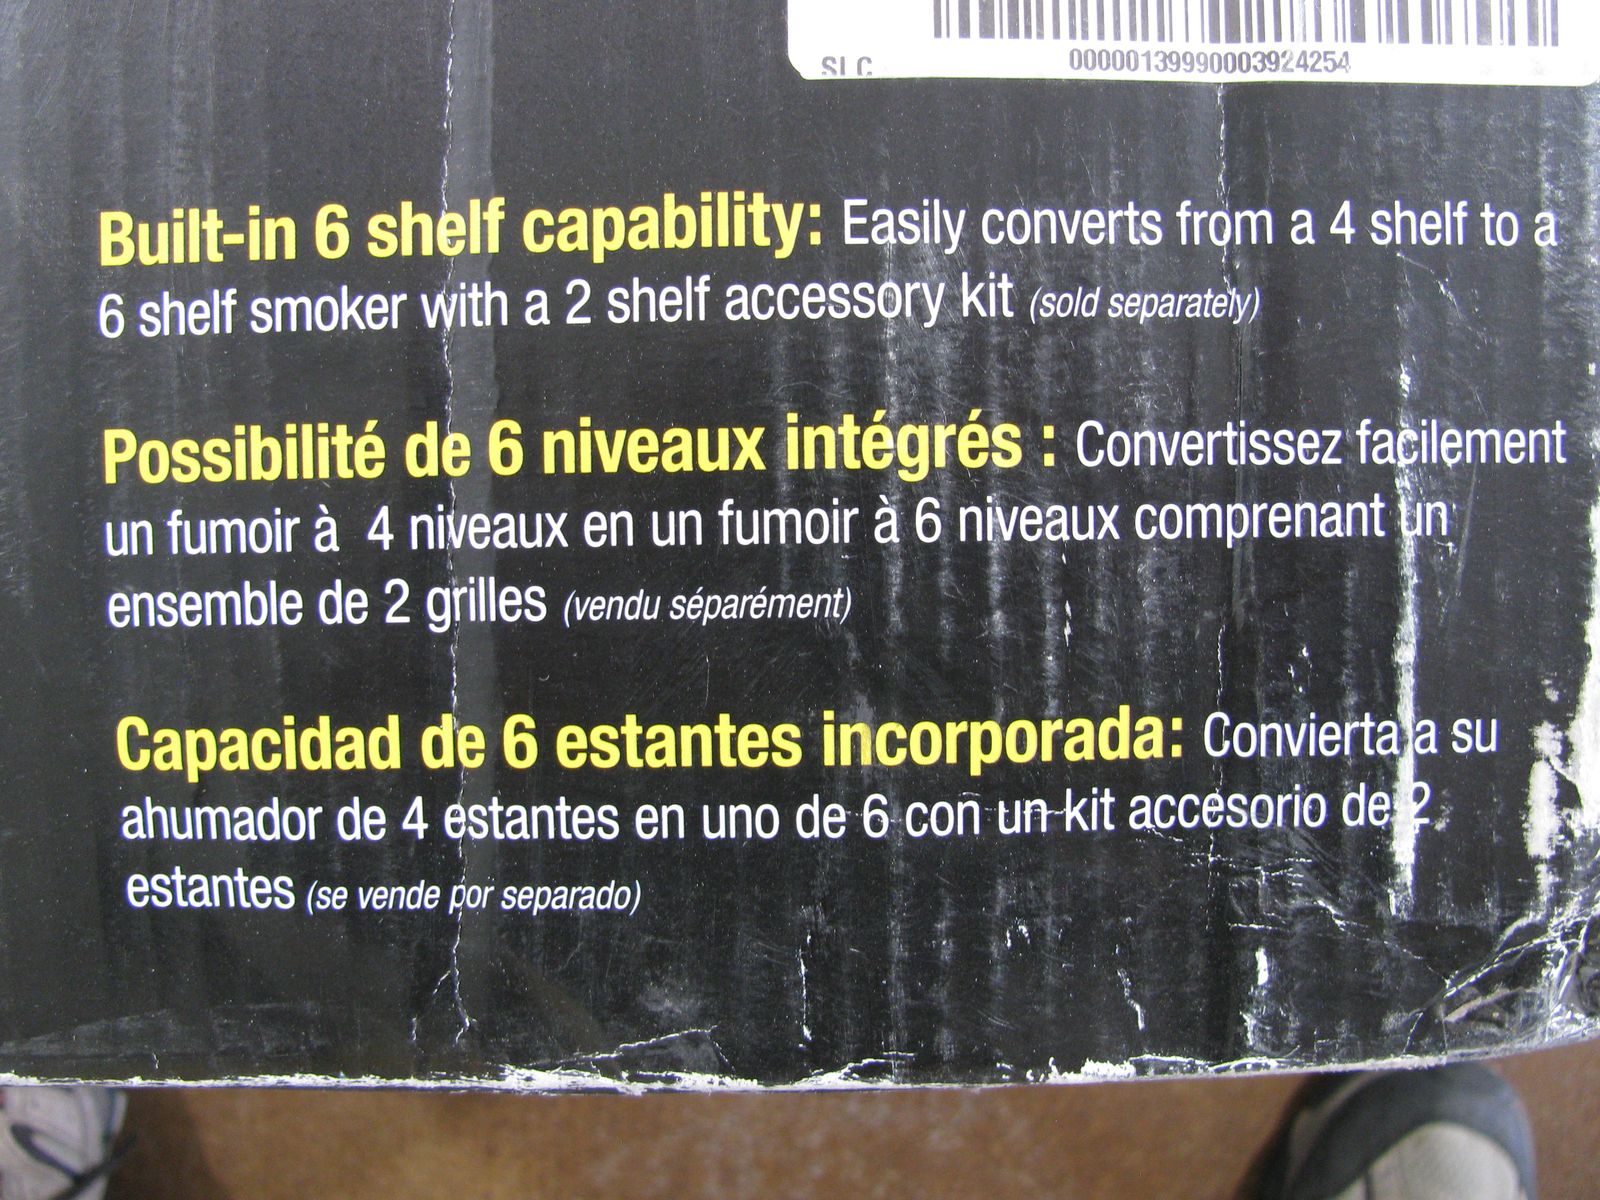 SLC
00000139990003924254
Built-in 6 shelf capability: Easily converts from a 4 shelf to a
6 shelf smoker with a 2 shelf accessory kit (sold separately)
Possibilité de 6 niveaux intégrés : Convertissez facilement
un fumoir à 4 niveaux en un fumoir à 6 niveaux comprenant un
ensemble de 2 grilles (vendu séparément)
Capacidad de 6 estantes incorporada: Convierta a su
ahumador de 4 estantes en uno de 6 con un kit accesorio de 2
estantes (se vende por separado)